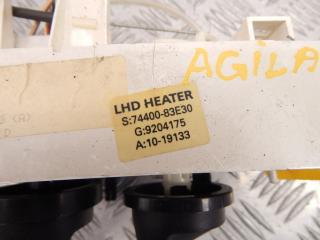 AGILA
LHD HEATER
S:74400-83E30
G:9204175
A:10-19133